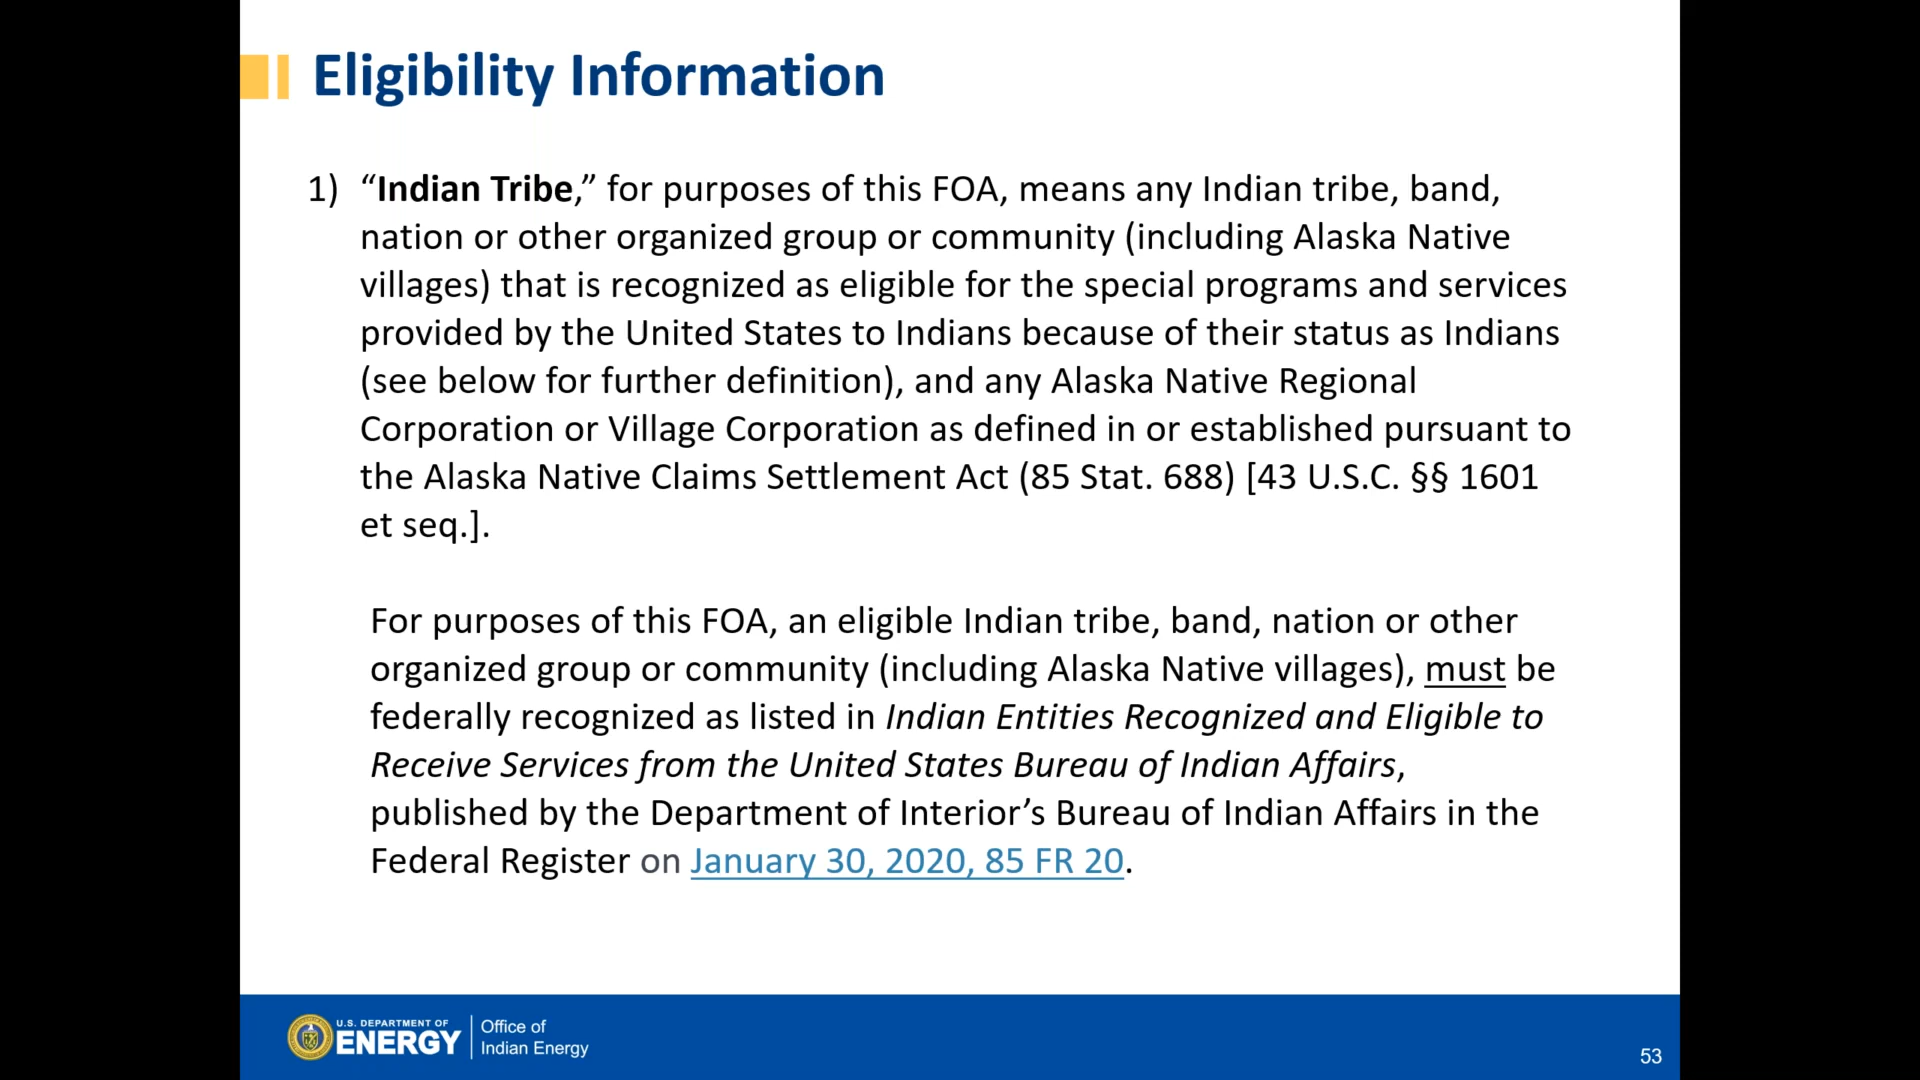 Eligibility Information
1) “Indian Tribe,” for purposes of this FOA, means any Indian tribe, band,
nation or other organized group or community (including Alaska Native
villages) that is recognized as eligible for the special programs and services
provided by the United States to Indians because of their status as Indians
(see below for further definition), and any Alaska Native Regional
Corporation or Village Corporation as defined in or established pursuant to
the Alaska Native Claims Settlement Act (85 Stat. 688) [43 U.S.C. §§ 1601
et seq.].
For purposes of this FOA, an eligible Indian tribe, band, nation or other
organized group or community (including Alaska Native villages), must be
federally recognized as listed in Indian Entities Recognized and Eligible to
Receive Services from the United States Bureau of Indian Affairs,
published by the Department of Interior’s Bureau of Indian Affairs in the
Federal Register on January 30, 2020, 85 FR 20.
U.S. DEPARTMENT OF
ENERGY
Office of
Indian Energy
53